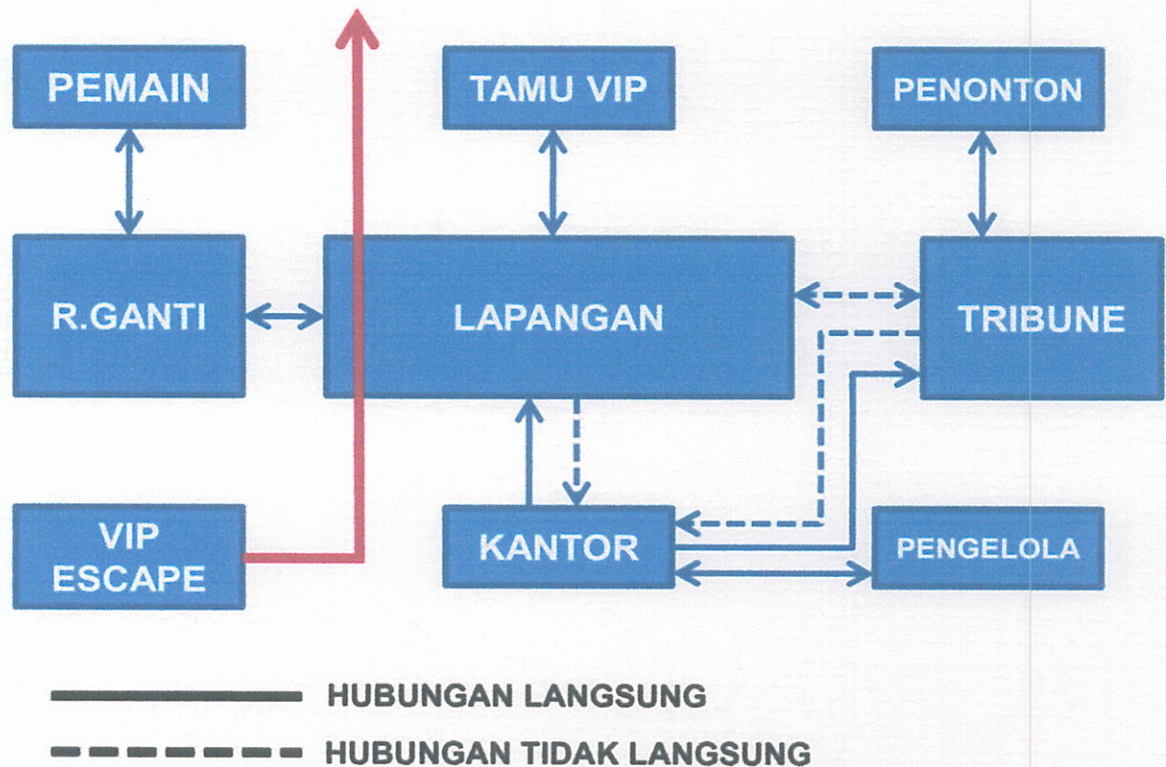 PEMAIN
TAMU VIP
PENONTON
R.GANTI
LAPANGAN
TRIBUNE
VIP
ESCAPE
KANTOR
PENGELOLA
HUBUNGAN LANGSUNG
HUBUNGAN TIDAK LANGSUNG